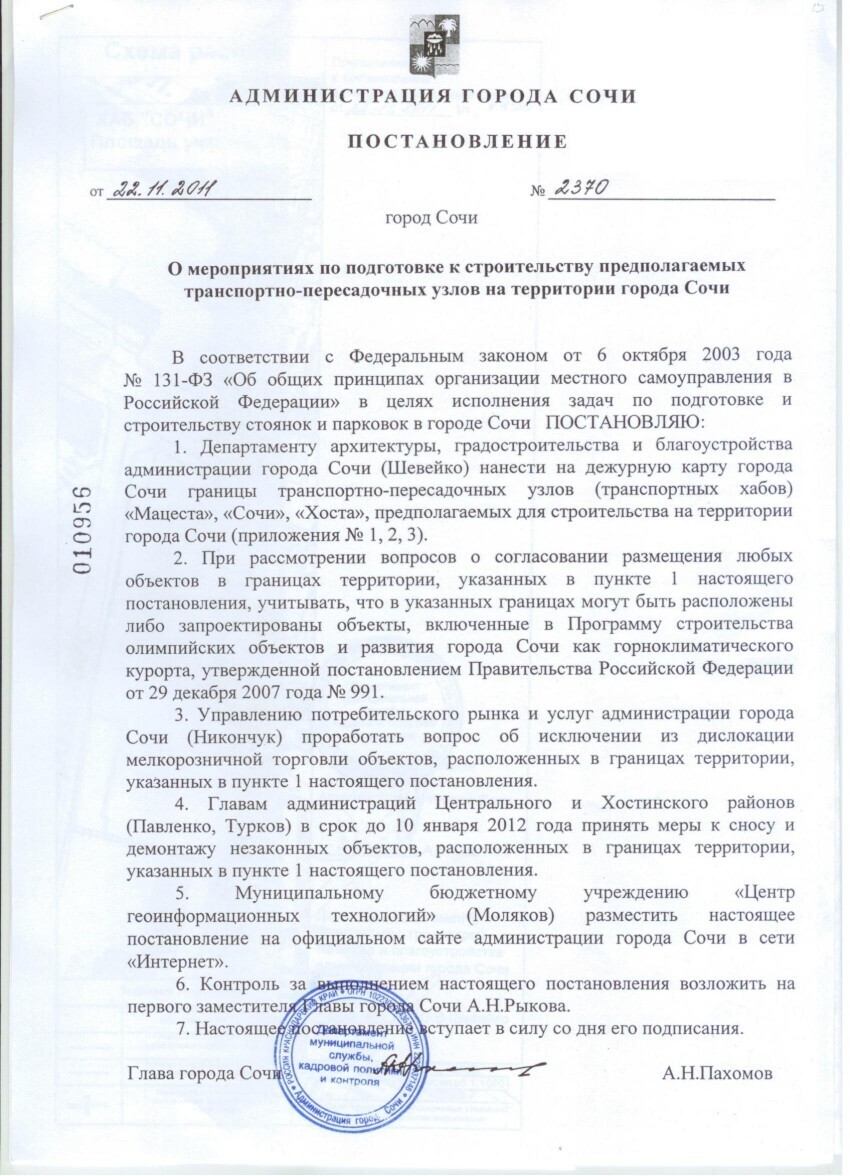 АДМИНИСТРАЦИЯ ГОРОДА СОЧИ
ПОСТАНОВЛЕНИЕ
от 22.11.2011 № 2370
город Сочи
О мероприятиях по подготовке к строительству предполагаемых
транспортно-пересадочных узлов на территории города Сочи
В соответствии с Федеральным законом от 6 октября 2003 года
№ 131-ФЗ «Об общих принципах организации местного самоуправления в
Российской Федерации» в целях исполнения задач по подготовке и
строительству стоянок и парковок в городе Сочи ПОСТАНОВЛЯЮ:
1. Департаменту архитектуры, градостроительства и благоустройства
администрации города Сочи (Шевейко) нанести на дежурную карту города
Сочи границы транспортно-пересадочных узлов (транспортных хабов)
«Мацеста», «Сочи», «Хоста», предполагаемых для строительства на территории
города Сочи (приложения № 1, 2, 3).
2. При рассмотрении вопросов о согласовании размещения любых
объектов в границах территории, указанных в пункте 1 настоящего
постановления, учитывать, что в указанных границах могут быть расположены
либо запроектированы объекты, включенные в Программу строительства
олимпийских объектов и развития города Сочи как горноклиматического
курорта, утвержденной постановлением Правительства Российской Федерации
от 29 декабря 2007 года № 991.
3. Управлению потребительского рынка и услуг администрации города
Сочи (Никончук) проработать вопрос об исключении из дислокации
мелкорозничной торговли объектов, расположенных в границах территории,
указанных в пункте 1 настоящего постановления.
4. Главам администраций Центрального и Хостинского районов
(Павленко, Турков) в срок до 10 января 2012 года принять меры к сносу и
демонтажу незаконных объектов, расположенных в границах территории,
указанных в пункте 1 настоящего постановления.
5. Муниципальному бюджетному учреждению «Центр
геоинформационных технологий» (Моляков) разместить настоящее
постановление на официальном сайте администрации города Сочи в сети
«Интернет».
6. Контроль за выполнением настоящего постановления возложить на
первого заместителя Главы города Сочи А.Н.Рыкова.
7. Настоящее постановление вступает в силу со дня его подписания.
Глава города Сочи А.Н.Пахомов
010956
Департамент
муниципальной
службы,
кадровой политики
и контроля
Администрация города Сочи